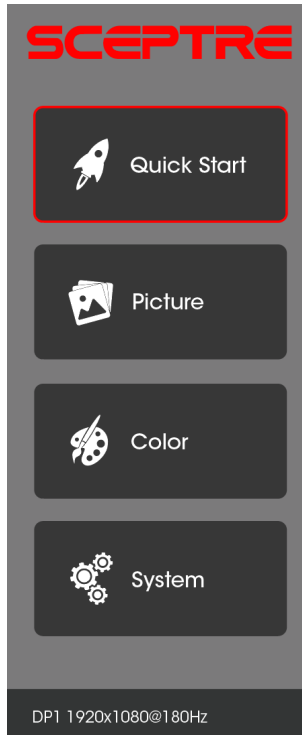 SCEPTRE
Quick Start
Picture
Color
System
DP1 1920x1080@180Hz